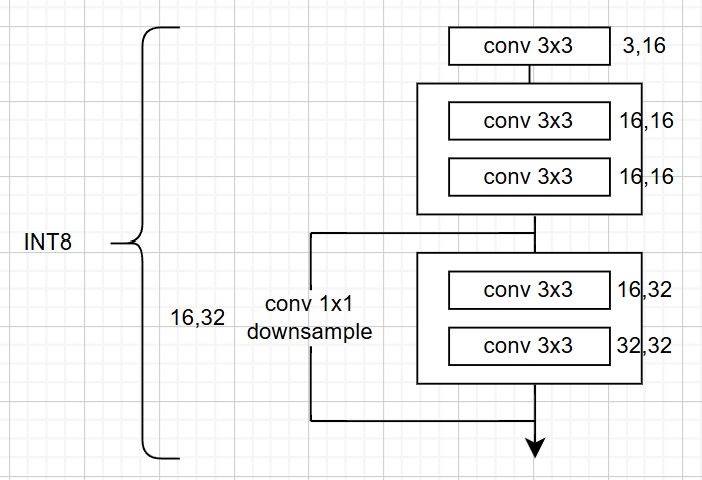 conv 3x3 3,16
conv 3x3 16,16
conv 3x3 16,16
INT8
conv 3x3 16,32
16,32
conv 1x1
downsample
conv 3x3 32,32